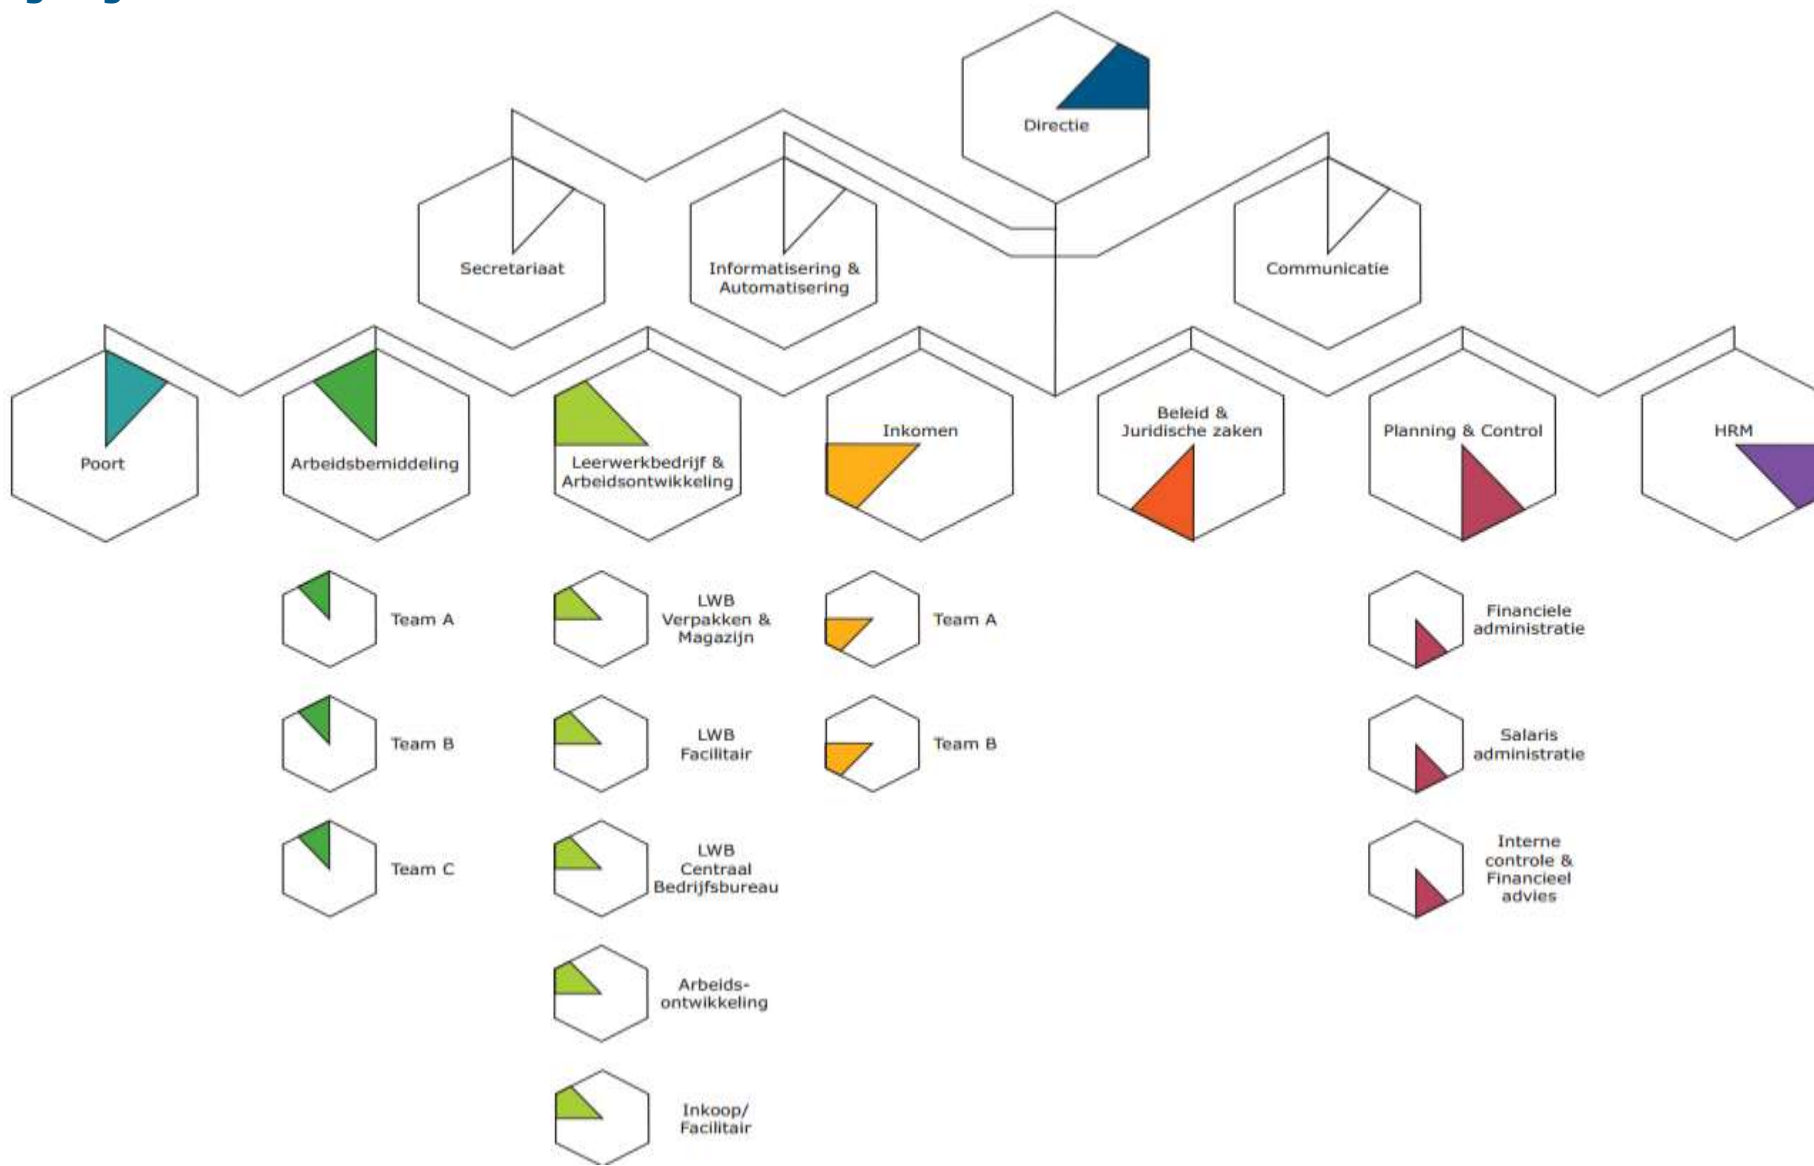 Directie
Secretariaat
Informatisering &
Automatisering
Communicatie
Poort
Arbeidsbemiddeling
Leerwerkbedrijf &
Arbeidsontwikkeling
Inkomen
Beleid &
Juridische zaken
Planning & Control
HRM
Team A
LWB
Verpakken &
Magazijn
Team A
Financiele
administratie
Team B
LWB
Facilitair
Team B
Salaris
administratie
Team C
LWB
Centraal
Bedrijfsbureau
Interne
controle &
Financieel
advies
Arbeids-
ontwikkeling
Inkoop/
Facilitair